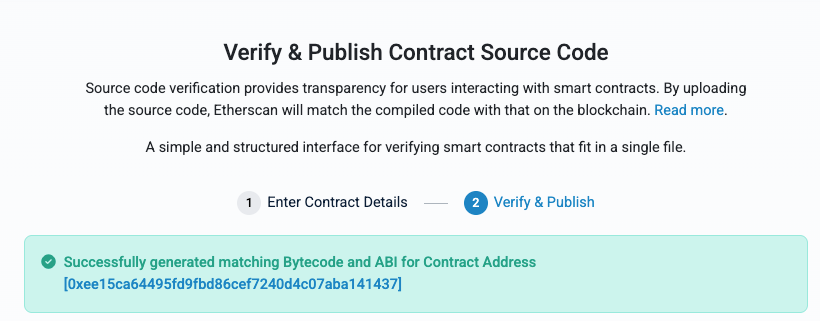 Verify & Publish Contract Source Code
Source code verification provides transparency for users interacting with smart contracts. By uploading
the source code, Etherscan will match the compiled code with that on the blockchain. Read more.
A simple and structured interface for verifying smart contracts that fit in a single file.
1 Enter Contract Details 2 Verify & Publish
Successfully generated matching Bytecode and ABI for Contract Address
[0xee15ca64495fd9fbd86cef7240d4c07aba141437]